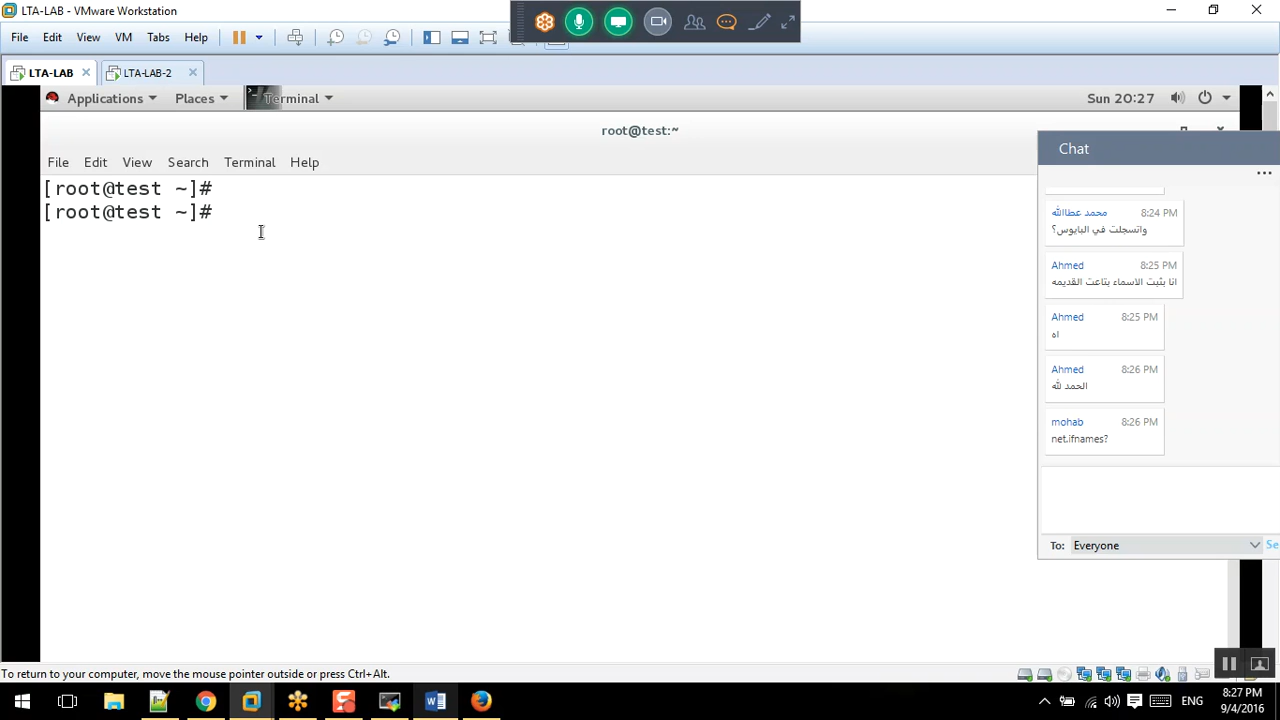 LTA-LAB - VMware Workstation
File Edit View VM Tabs Help
LTA-LAB
LTA-LAB-2
Applications Places Terminal
Sun 20:27
root@test:~
File Edit View Search Terminal Help
[root@test ~]#
[root@test ~]#
Chat
محمد عطاالله 8:24 PM
واتسجلت في البايوس؟
Ahmed 8:25 PM
انا بثبت الاسماء بتاعت القديمه
Ahmed 8:25 PM
اه
Ahmed 8:26 PM
الحمد لله
mohab 8:26 PM
net.ifnames?
To: Everyone
Se
To return to your computer, move the mouse pointer outside or press Ctrl-Alt.
ENG
8:27 PM
9/4/2016